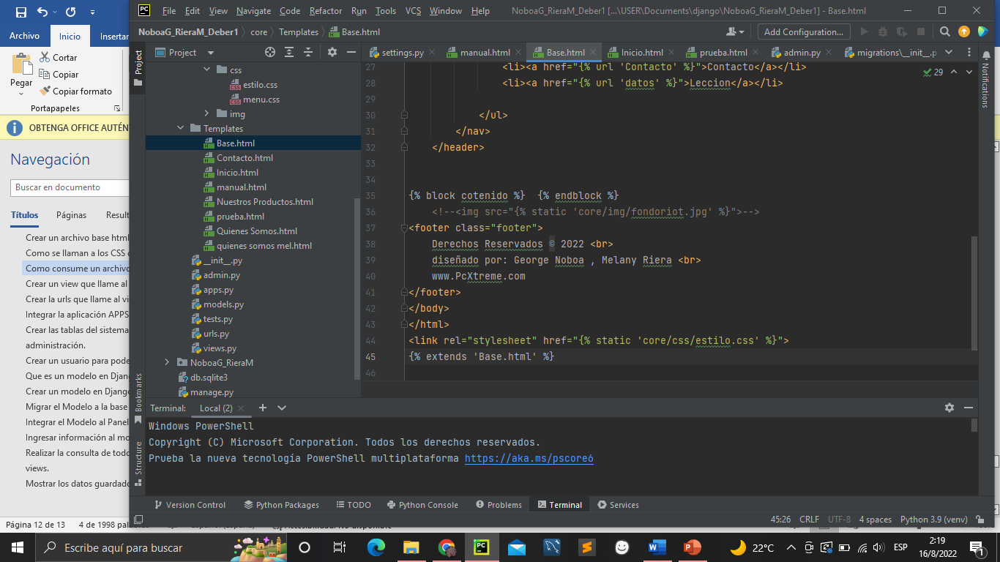 File Edit View Navigate Code Refactor Run Tools VCS Window Help NoboaG_RieraM_Deber1 [...\USER\Documents\django\NoboaG_RieraM_Deber1] - Base.html
Archivo Inicio Insertar
NoboaG_RieraM_Deber1 core Templates Base.html Add Configuration...
Project settings.py manual.html Base.html Inicio.html prueba.html admin.py migrations\__init__.p
Pegar
Cortar
Copiar
Copiar formato
Portapapeles
OBTENGA OFFICE AUTÉN
Navegación
Buscar en documento
Títulos Páginas Result
Crear un archivo base html
Como se llaman a los CSS
Como consume un archivo
Crear un view que llame al
Crear la urls que llame al vi
Integrar la aplicación APPS
Crear las tablas del sistema
administración.
Crear un usuario para pode
Que es un modelo en Djan
Crear un modelo en Django
Migrar el Modelo a la base
Integrar el Modelo al Panel
Ingresar información al mo
Realizar la consulta de todo
views.
Mostrar los datos guardado
Página 12 de 13 4 de 1998
Project
Bookmarks
Structure
css
estilo.css
menu.css
img
Templates
Base.html
Contacto.html
Inicio.html
manual.html
Nuestros Productos.html
prueba.html
Quienes Somos.html
quienes somos mel.html
__init__.py
admin.py
apps.py
models.py
tests.py
urls.py
views.py
NoboaG_RieraM
db.sqlite3
manage.py
27 <li><a href="{% url 'Contacto' %}">Contacto</a></li>
28 <li><a href="{% url 'datos' %}">Leccion</a></li>
29
30 </ul>
31 </nav>
32 </header>
33
34
35 {% block cotenido %} {% endblock %}
36 <!--<img src="{% static 'core/img/fondoriot.jpg' %}">-->
37 <footer class="footer">
38 Derechos Reservados © 2022 <br>
39 diseñado por: George Noboa , Melany Riera <br>
40 www.PcXtreme.com
41 </footer>
42 </body>
43 </html>
44 <link rel="stylesheet" href="{% static 'core/css/estilo.css' %}">
45 {% extends 'Base.html' %}
46
29
Notifications
Terminal: Local (2)
Windows PowerShell
Copyright (C) Microsoft Corporation. Todos los derechos reservados.
Prueba la nueva tecnología PowerShell multiplataforma https://aka.ms/pscore6
Version Control Python Packages TODO Python Console Problems Terminal Services
45:26 CRLF UTF-8 4 spaces Python 3.9 (venv)
Escribe aquí para buscar
22°C ESP 2:19
16/8/2022
1